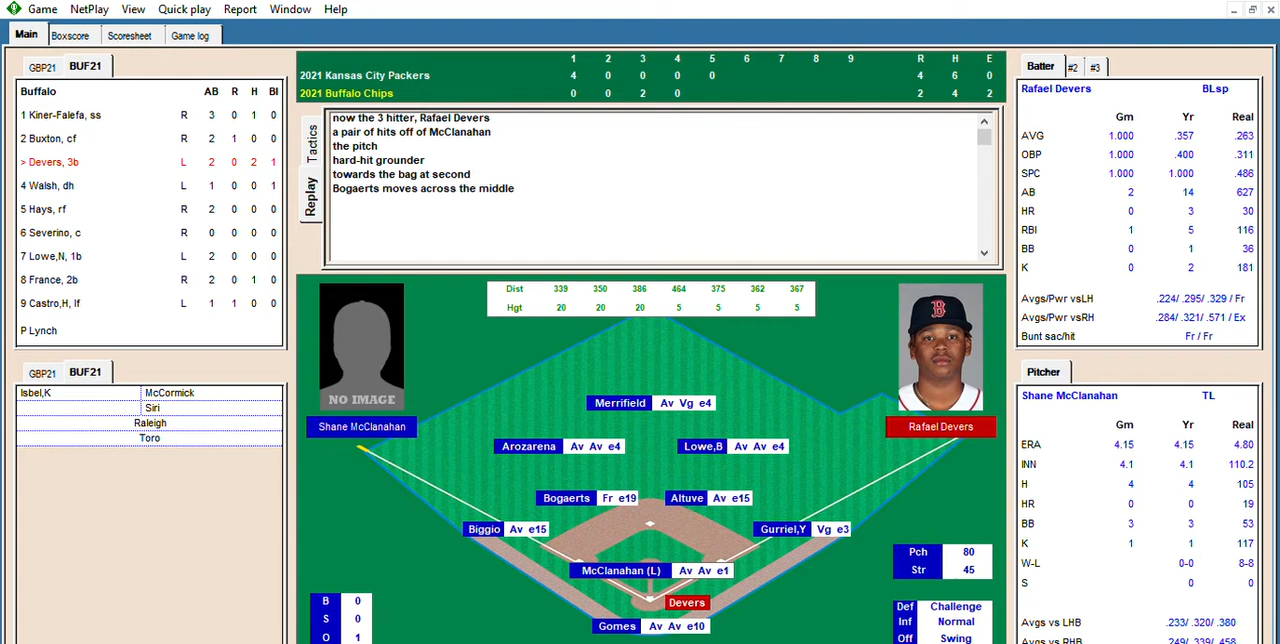 Game NetPlay View Quick play Report Window Help
Main Boxscore Scoresheet Game log
GBP21 BUF21
Buffalo AB R H BI
1 Kiner-Falefa, ss R 3 0 1 0
2 Buxton, cf R 2 1 0 0
> Devers, 3b L 2 0 2 1
4 Walsh, dh L 1 0 0 1
5 Hays, rf R 2 0 0 0
6 Severino, c R 2 0 0 0
7 Lowe,N, 1b L 2 0 0 0
8 France, 2b R 2 0 1 0
9 Castro,H, lf L 1 1 0 0
P Lynch
GBP21 BUF21
Isbel,K McCormick
Siri
Raleigh
Toro
1 2 3 4 5 6 7 8 9 R H E
2021 Kansas City Packers 4 0 0 0 0 4 6 0
2021 Buffalo Chips 0 0 2 0 2 4 2
Tactics
Replay
now the 3 hitter, Rafael Devers
a pair of hits off of McClanahan
the pitch
hard-hit grounder
towards the bag at second
Bogaerts moves across the middle
Dist 339 350 386 464 375 362 367
Hgt 20 20 20 5 5 5 5
NO IMAGE
Shane McClanahan
B
Rafael Devers
Merrifield Av Vg e4
Arozarena Av Av e4
Lowe,B Av Av e4
Bogaerts Fr e19
Altuve Av e15
Biggio Av e15
Gurriel,Y Vg e3
McClanahan (L) Av Av e1
Devers
Gomes Av Av e10
Pch 80
Str 45
B 0
S 0
O 1
Def Challenge
Inf Normal
Off Swing
Batter #2 #3
Rafael Devers BLsp
Gm Yr Real
AVG 1.000 .357 .263
OBP 1.000 .400 .311
SPC 1.000 1.000 .486
AB 2 14 627
HR 0 3 30
RBI 1 5 116
BB 0 1 36
K 0 2 181
Avgs/Pwr vsLH .224/ .295/ .329 / Fr
Avgs/Pwr vsRH .284/ .321/ .571 / Ex
Bunt sac/hit Fr / Fr
Pitcher
Shane McClanahan TL
Gm Yr Real
ERA 4.15 4.15 4.80
INN 4.1 4.1 110.2
H 4 4 105
HR 0 0 19
BB 3 3 53
K 1 1 117
W-L 0-0 8-8
S 0 0
Avgs vs LHB .233/ .320/ .380
Avgs vs RHB .249/ .339/ .458